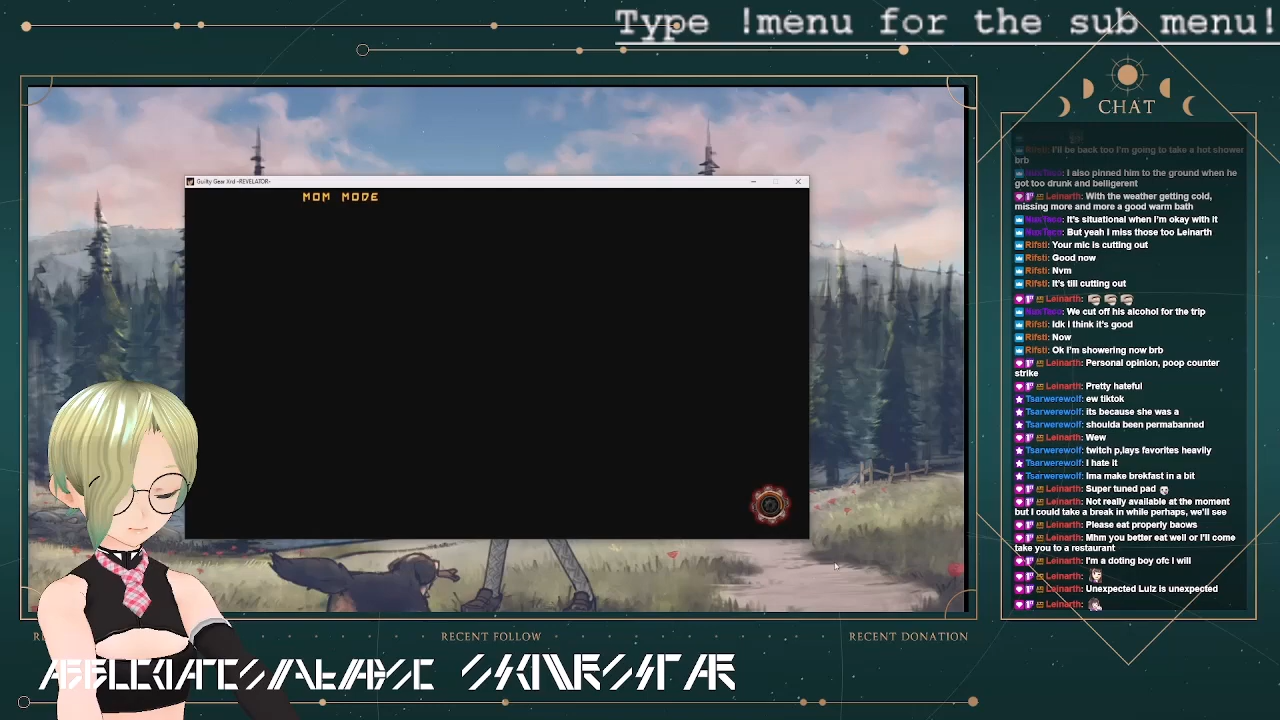 Type !menu for the sub menu!
CHAT
Rifsti: I'll be back too I'm going to take a hot shower
brb
I also pinned him to the ground when he
got too drunk and belligerent
Leinarth: With the weather getting cold,
missing more and more a good warm bath
It's situational when I'm okay with it
But yeah I miss those too Leinarth
Rifsti: Your mic is cutting out
Rifsti: Good now
Rifsti: Nvm
Rifsti: It's till cutting out
Leinarth:
We cut off his alcohol for the trip
Rifsti: Idk I think it's good
Rifsti: Now
Rifsti: Ok I'm showering now brb
Leinarth: Personal opinion, poop counter
strike
Leinarth: Pretty hateful
Tsarwerewolf: ew tiktok
Tsarwerewolf: its because she was a
Tsarwerewolf: shoulda been permabanned
Leinarth: Wew
Tsarwerewolf: twitch p,lays favorites heavily
Tsarwerewolf: I hate it
Tsarwerewolf: Ima make brekfast in a bit
Leinarth: Super tuned pad
Leinarth: Not really available at the moment
but I could take a break in while perhaps, we'll see
Leinarth: Please eat properly baows
Leinarth: Mhm you better eat well or I'll come
take you to a restaurant
Leinarth: I'm a doting boy ofc I will
Leinarth:
Leinarth: Unexpected Luiz is unexpected
Leinarth:
Guilty Gear Xrd -REVELATOR-
MOM MODE
RECENT FOLLOW
RECENT DONATION